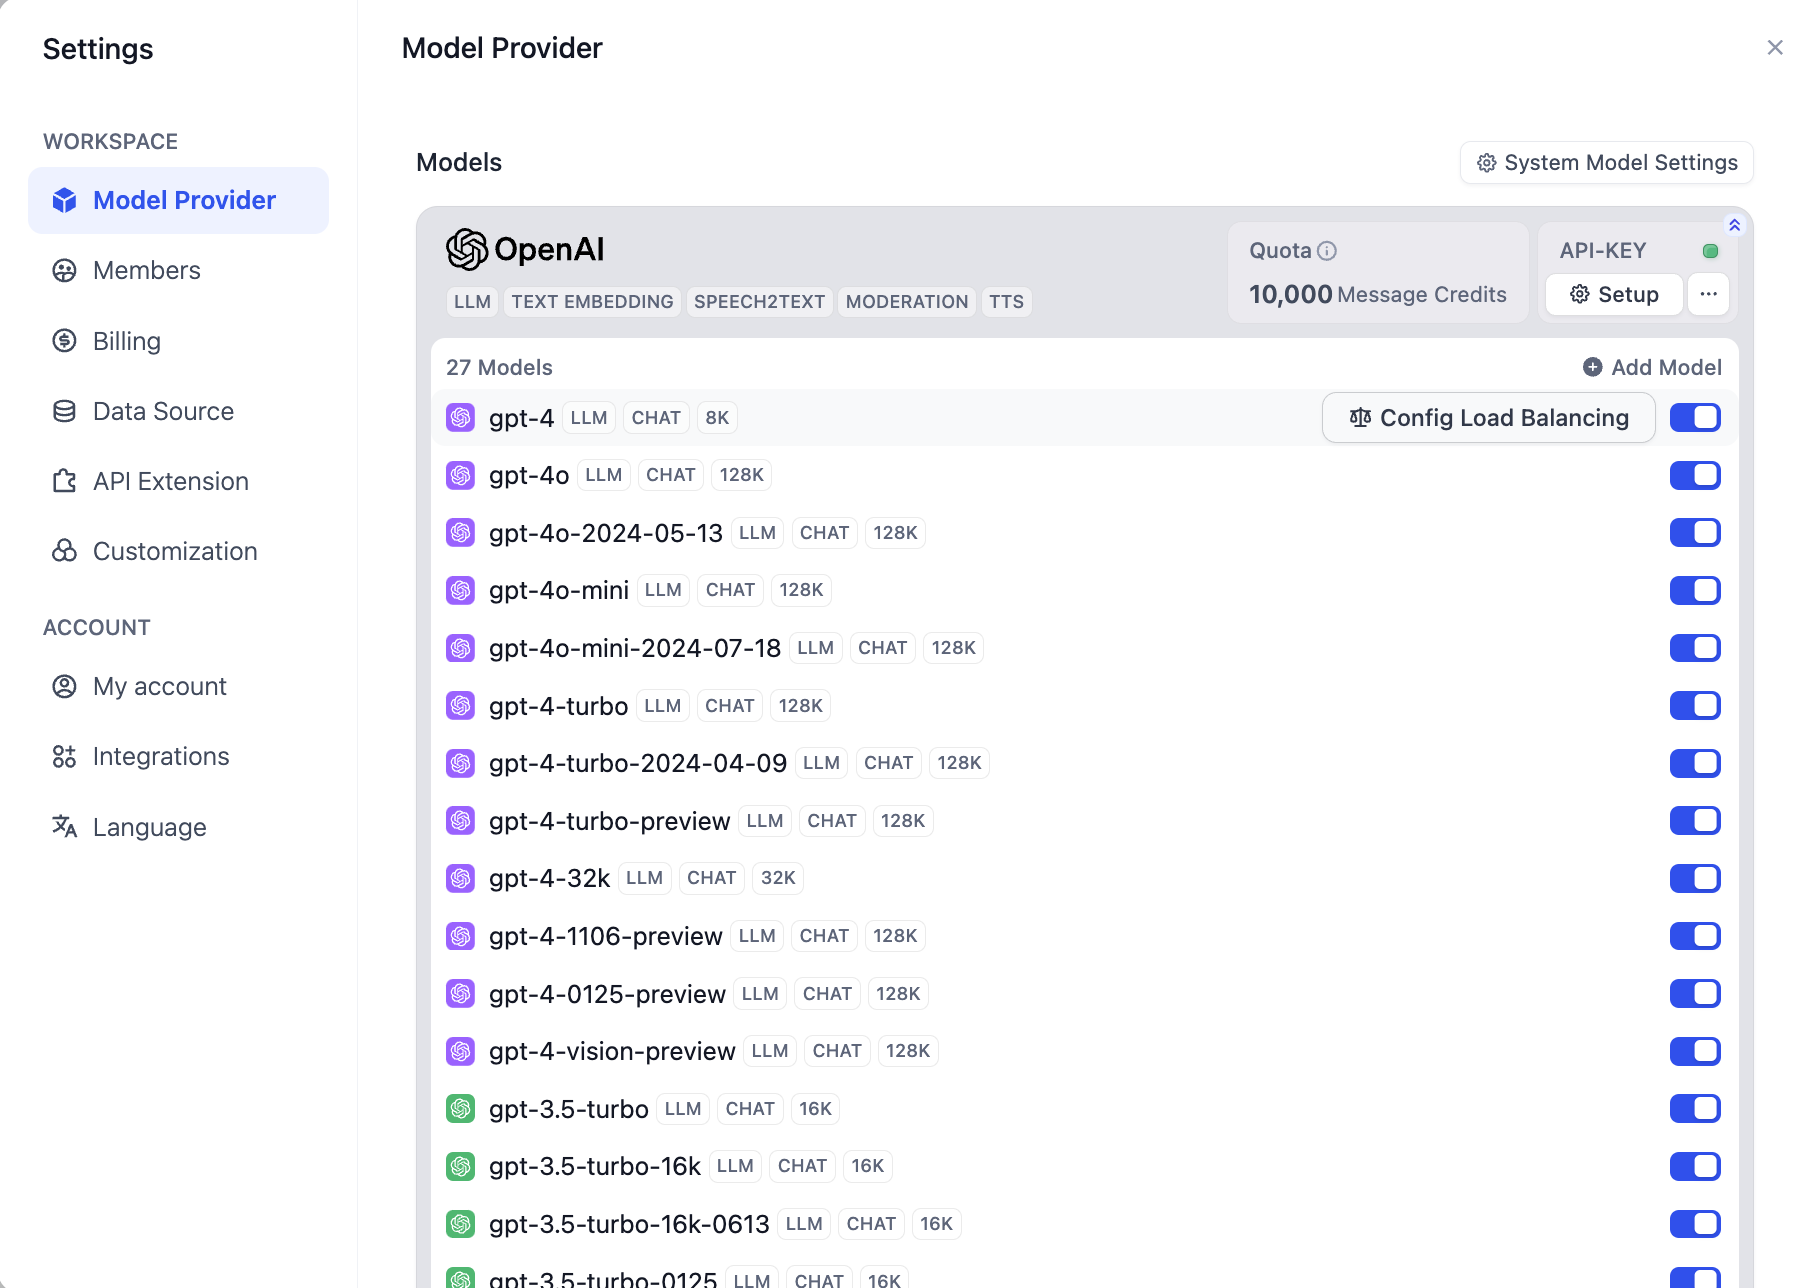 Settings
WORKSPACE
Model Provider
Members
Billing
Data Source
API Extension
Customization
ACCOUNT
My account
Integrations
Language
Model Provider
Models
System Model Settings
OpenAI
LLM TEXT EMBEDDING SPEECH2TEXT MODERATION TTS
Quota
10,000 Message Credits
API-KEY
Setup
27 Models
Add Model
gpt-4 LLM CHAT 8K
Config Load Balancing
gpt-4o LLM CHAT 128K
gpt-4o-2024-05-13 LLM CHAT 128K
gpt-4o-mini LLM CHAT 128K
gpt-4o-mini-2024-07-18 LLM CHAT 128K
gpt-4-turbo LLM CHAT 128K
gpt-4-turbo-2024-04-09 LLM CHAT 128K
gpt-4-turbo-preview LLM CHAT 128K
gpt-4-32k LLM CHAT 32K
gpt-4-1106-preview LLM CHAT 128K
gpt-4-0125-preview LLM CHAT 128K
gpt-4-vision-preview LLM CHAT 128K
gpt-3.5-turbo LLM CHAT 16K
gpt-3.5-turbo-16k LLM CHAT 16K
gpt-3.5-turbo-16k-0613 LLM CHAT 16K
gpt-3.5-turbo-0125 LLM CHAT 16K